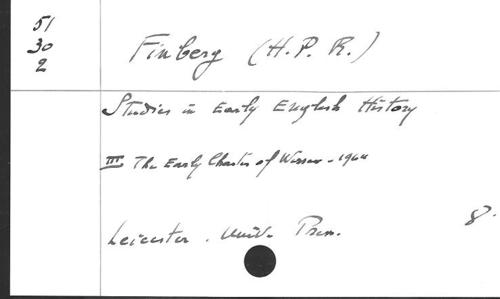 51
30
2
Finberg (H.P.R.)
Studies in Early English History
III The Early Charters of Wessex - 1964
Leicester. Univ. Press.
8.